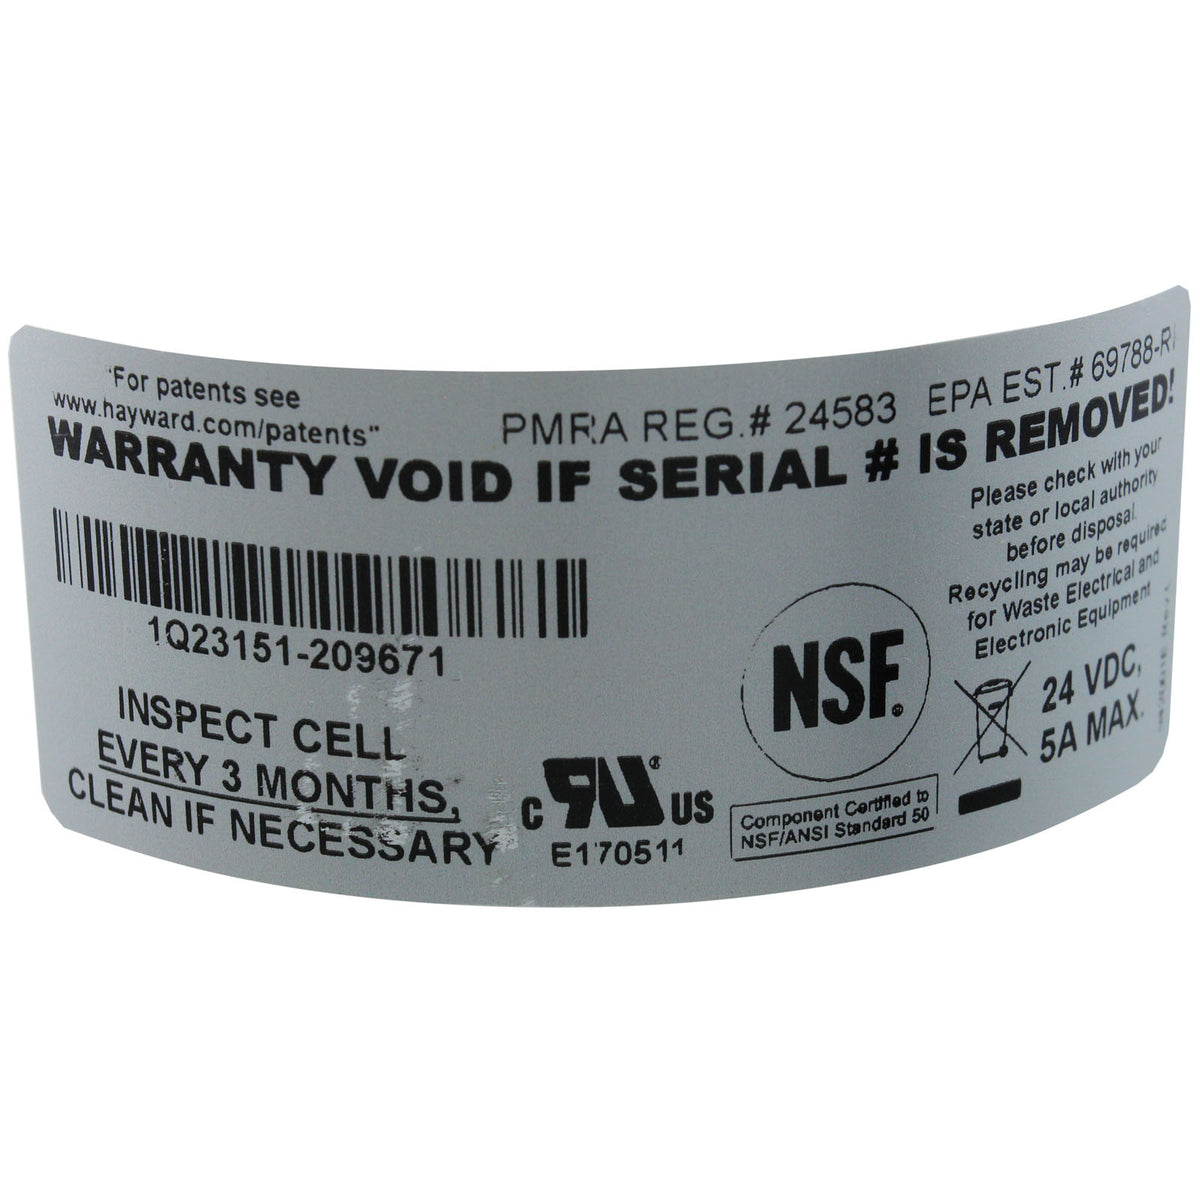 "For patents see
www.hayward.com/patents"
PMRA REG.# 24583
EPA EST.# 69788-R
WARRANTY VOID IF SERIAL # IS REMOVED!
1Q23151-209671
INSPECT CELL
EVERY 3 MONTHS,
CLEAN IF NECESSARY
C RU® US
E170511
NSF®
Component Certified to
NSF/ANSI Standard 50
Please check with your
state or local authority
before disposal.
Recycling may be required
for Waste Electrical and
Electronic Equipment
24 VDC,
5A MAX.